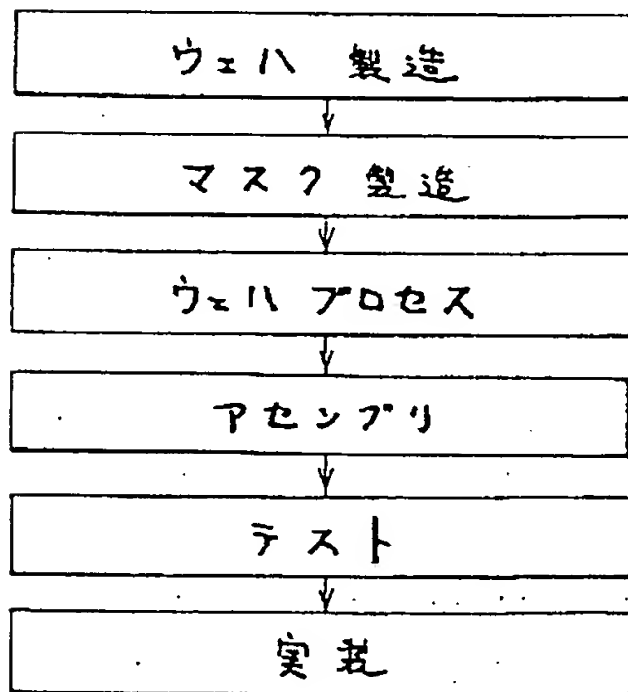 ウェハ 製造
マスク 製造
ウェハ プロセス
アセンブリ
テスト
実装